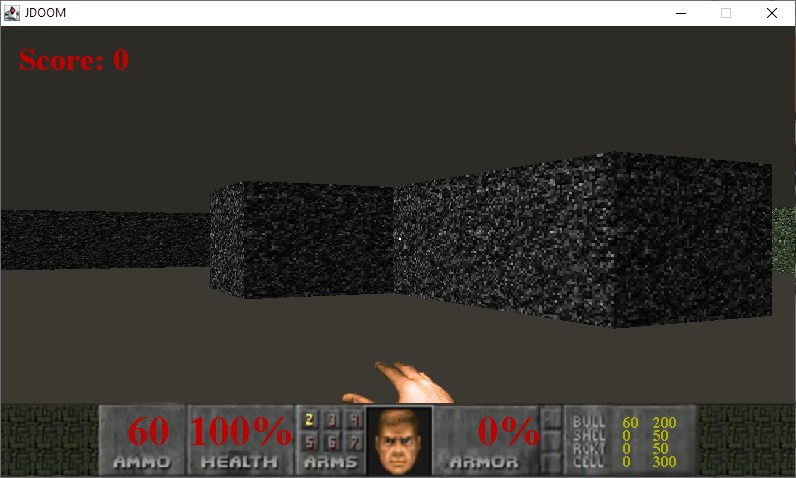 JDOOM
Score: 0
60 100% 2 3 4 0% BULL 60 200
5 6 7 SHEL 0 50
RCKT 0 50
AMMO HEALTH ARMS ARMOR CELL 0 300